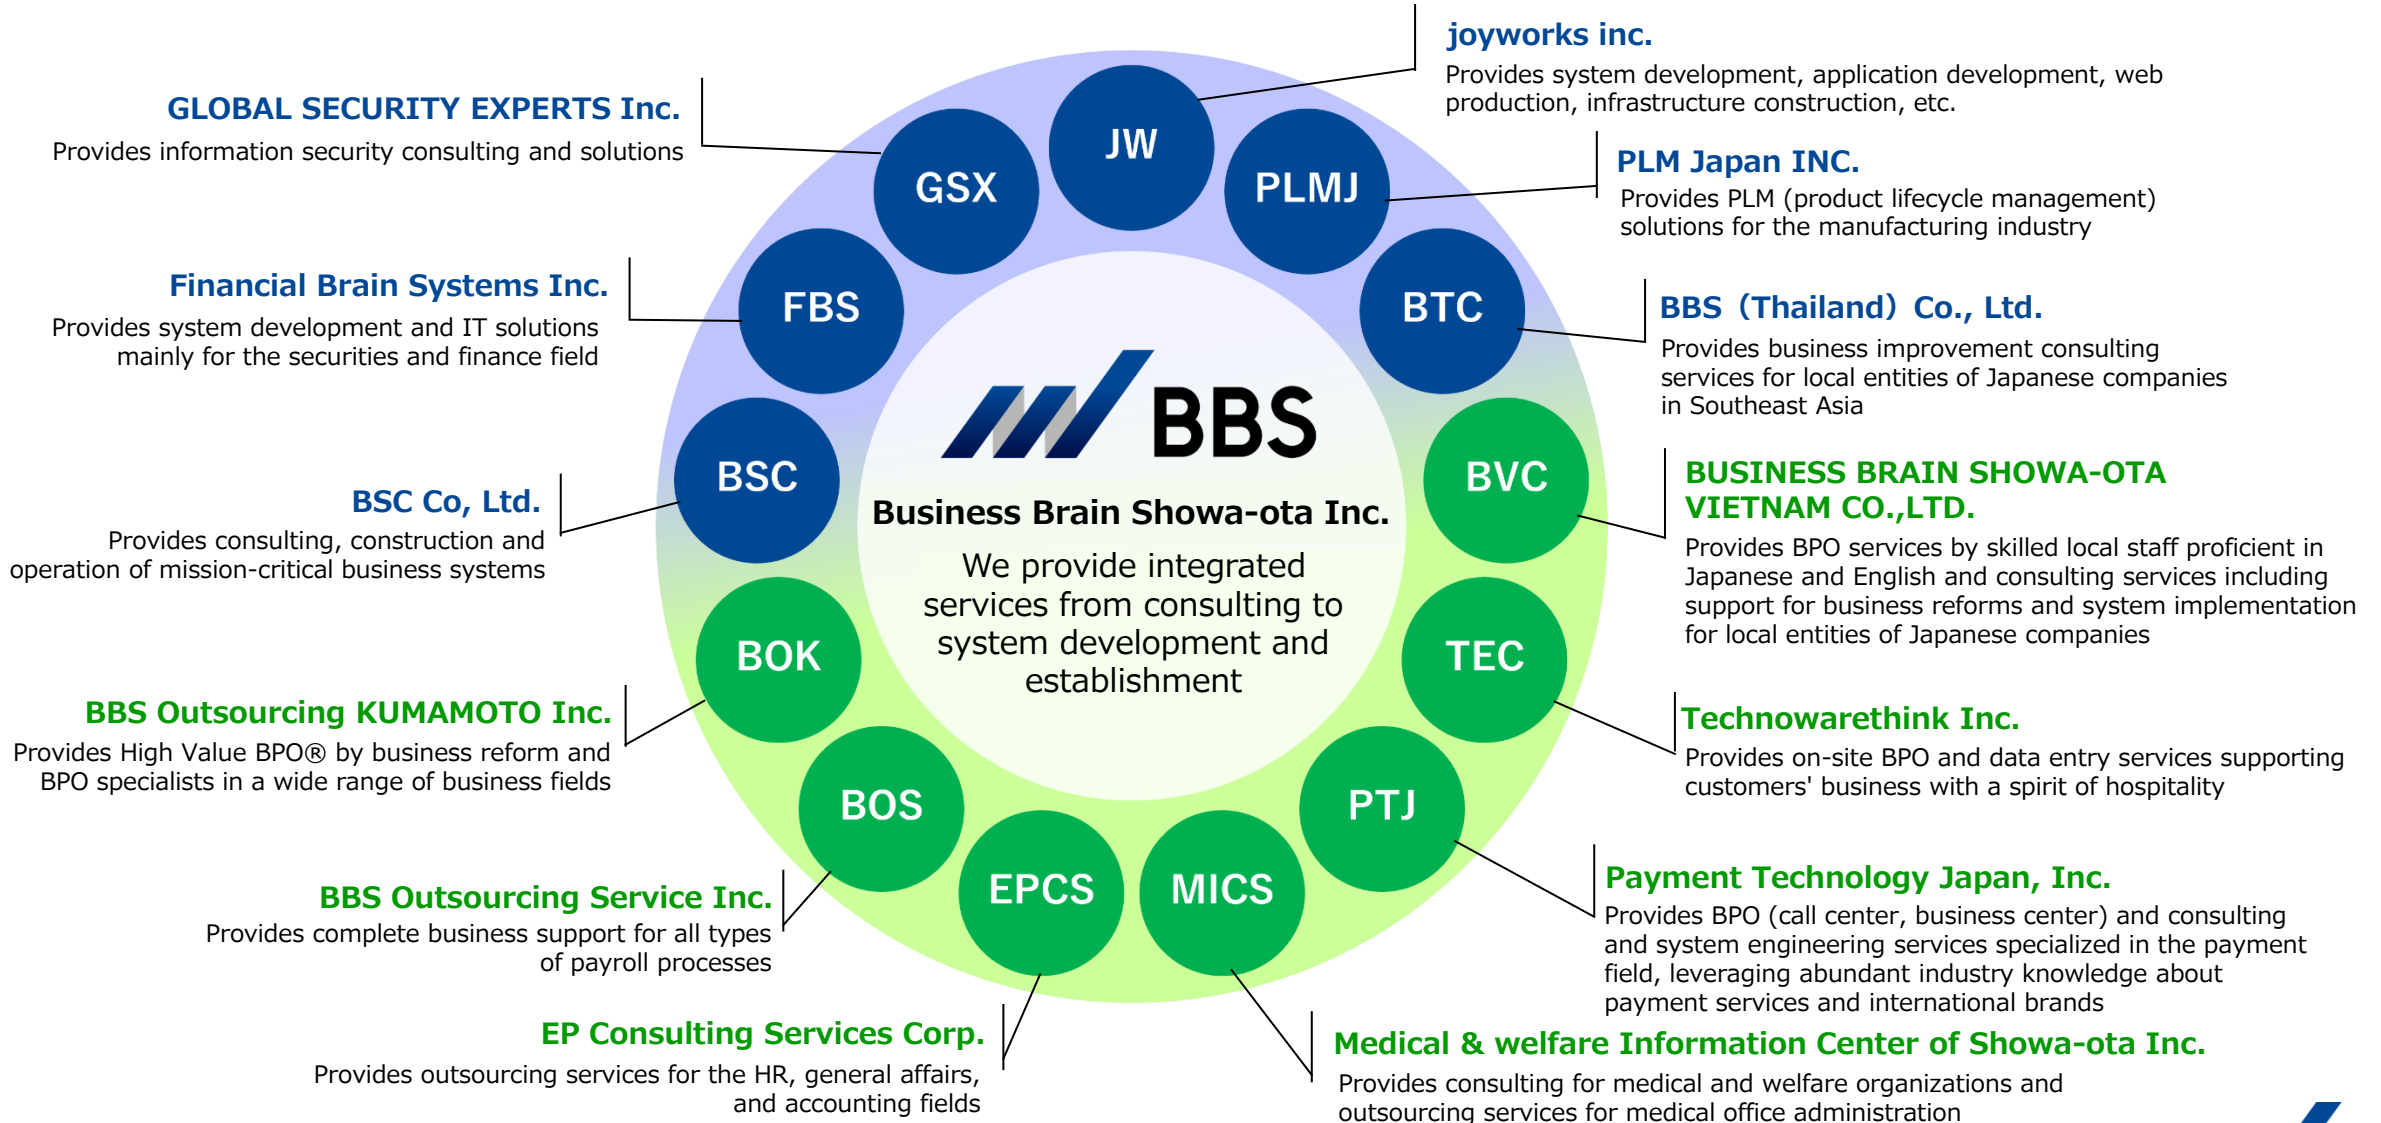 joyworks inc.
Provides system development, application development, web
production, infrastructure construction, etc.
GLOBAL SECURITY EXPERTS Inc.
Provides information security consulting and solutions
JW
GSX
PLMJ
PLM Japan INC.
Provides PLM (product lifecycle management)
solutions for the manufacturing industry
Financial Brain Systems Inc.
Provides system development and IT solutions
mainly for the securities and finance field
FBS
BTC
BBS（Thailand）Co., Ltd.
Provides business improvement consulting
services for local entities of Japanese companies
in Southeast Asia
BBS
Business Brain Showa-ota Inc.
We provide integrated
services from consulting to
system development and
establishment
BSC
BSC Co, Ltd.
Provides consulting, construction and
operation of mission-critical business systems
BVC
BUSINESS BRAIN SHOWA-OTA
VIETNAM CO.,LTD.
Provides BPO services by skilled local staff proficient in
Japanese and English and consulting services including
support for business reforms and system implementation
for local entities of Japanese companies
BOK
BBS Outsourcing KUMAMOTO Inc.
Provides High Value BPO® by business reform and
BPO specialists in a wide range of business fields
TEC
Technowarethink Inc.
Provides on-site BPO and data entry services supporting
customers' business with a spirit of hospitality
BOS
BBS Outsourcing Service Inc.
Provides complete business support for all types
of payroll processes
PTJ
Payment Technology Japan, Inc.
Provides BPO (call center, business center) and consulting
and system engineering services specialized in the payment
field, leveraging abundant industry knowledge about
payment services and international brands
EPCS
EP Consulting Services Corp.
Provides outsourcing services for the HR, general affairs,
and accounting fields
MICS
Medical & welfare Information Center of Showa-ota Inc.
Provides consulting for medical and welfare organizations and
outsourcing services for medical office administration